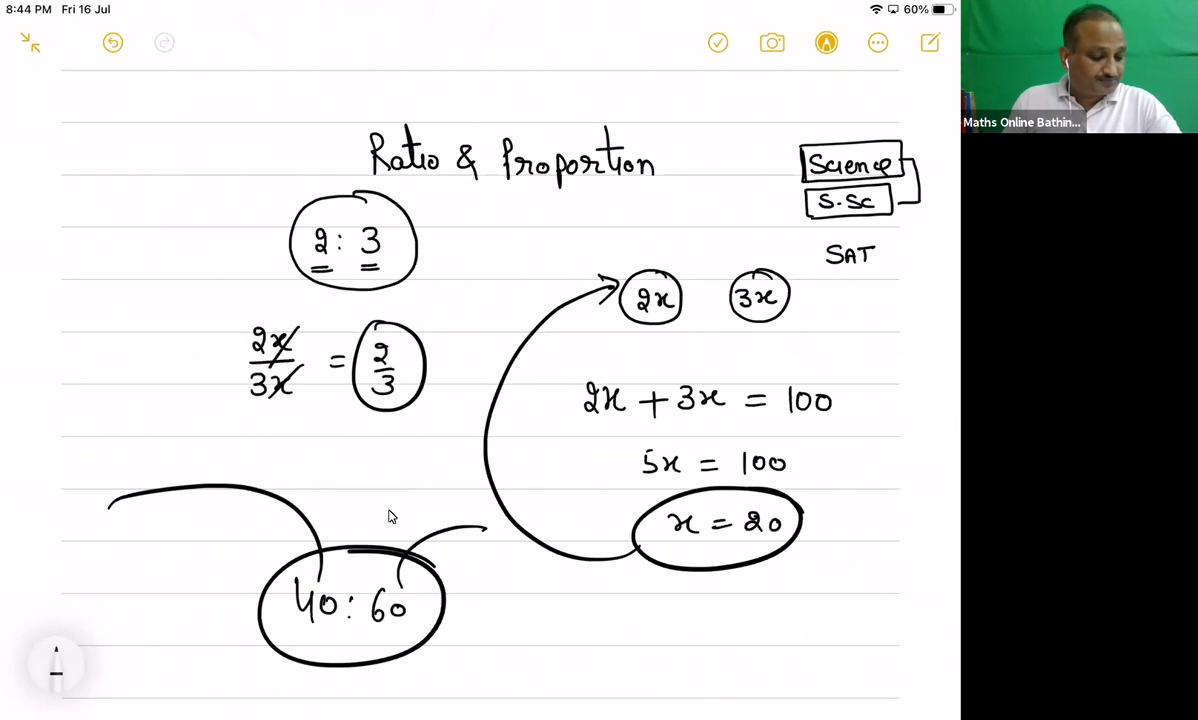 8:44 PM Fri 16 Jul
60%
Maths Online Bathin...
Ratio & Proportion
Science
S.Sc
SAT
2 : 3
2x 3x
2x/3x = 2/3
2x + 3x = 100
5x = 100
x = 20
40 : 60